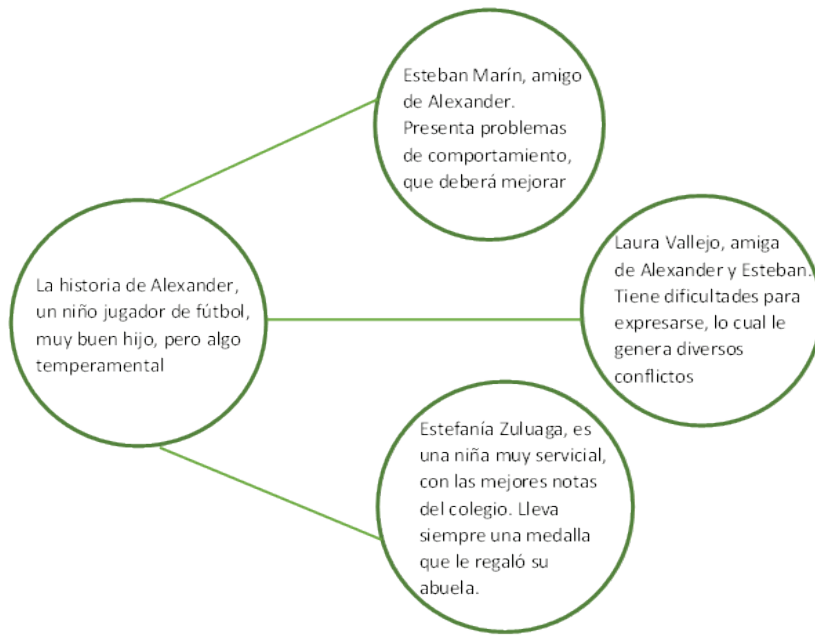 Esteban Marín, amigo
de Alexander.
Presenta problemas
de comportamiento,
que deberá mejorar
La historia de Alexander,
un niño jugador de fútbol,
muy buen hijo, pero algo
temperamental
Laura Vallejo, amiga
de Alexander y Esteban.
Tiene dificultades para
expresarse, lo cual le
genera diversos
conflictos
Estefanía Zuluaga, es
una niña muy servicial,
con las mejores notas
del colegio. Lleva
siempre una medalla
que le regaló su
abuela.